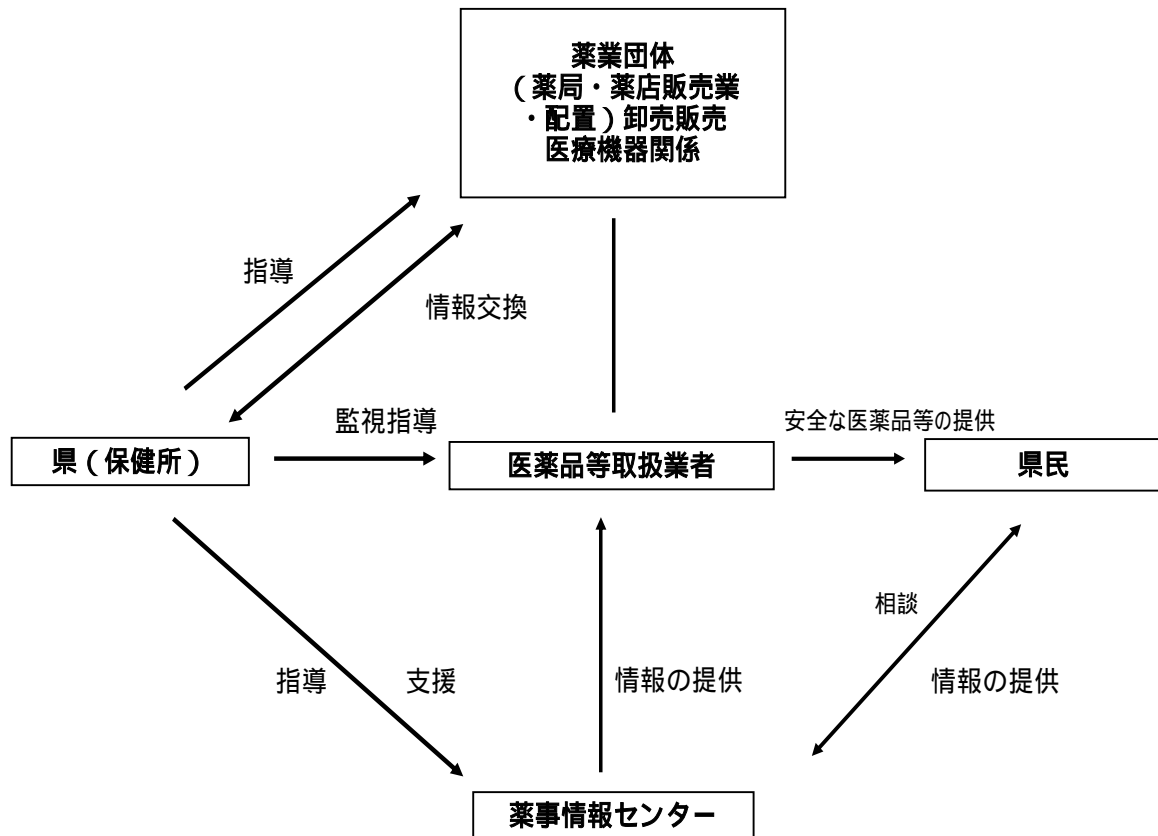 薬業団体
（薬局・薬店販売業
・配置）卸売販売
医療機器関係
指導
情報交換
監視指導
安全な医薬品等の提供
県（保健所）
医薬品等取扱業者
県民
相談
指導
支援
情報の提供
情報の提供
薬事情報センター